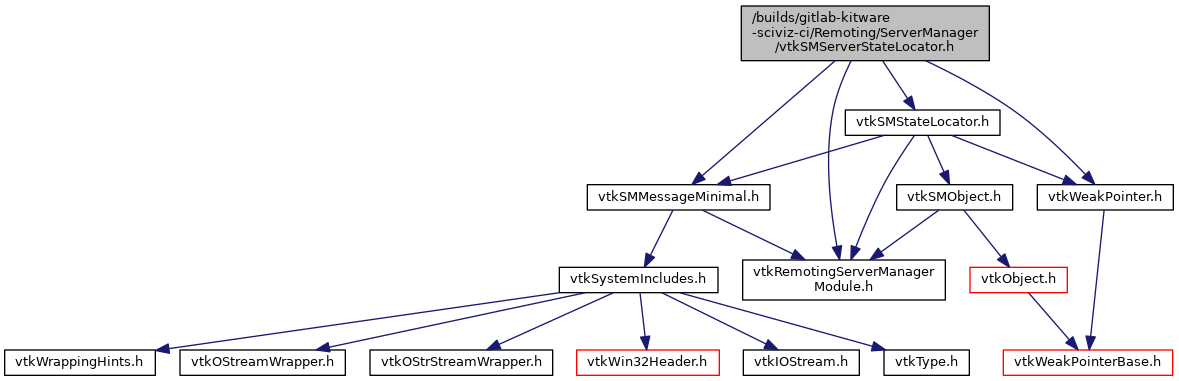 /builds/gitlab-kitware
-sciviz-ci/Remoting/ServerManager
/vtkSMServerStateLocator.h
vtkSMStateLocator.h
vtkSMMessageMinimal.h
vtkSMObject.h
vtkWeakPointer.h
vtkSystemIncludes.h
vtkRemotingServerManager
Module.h
vtkObject.h
vtkWrappingHints.h
vtkOStreamWrapper.h
vtkOStrStreamWrapper.h
vtkWin32Header.h
vtkIOStream.h
vtkType.h
vtkWeakPointerBase.h